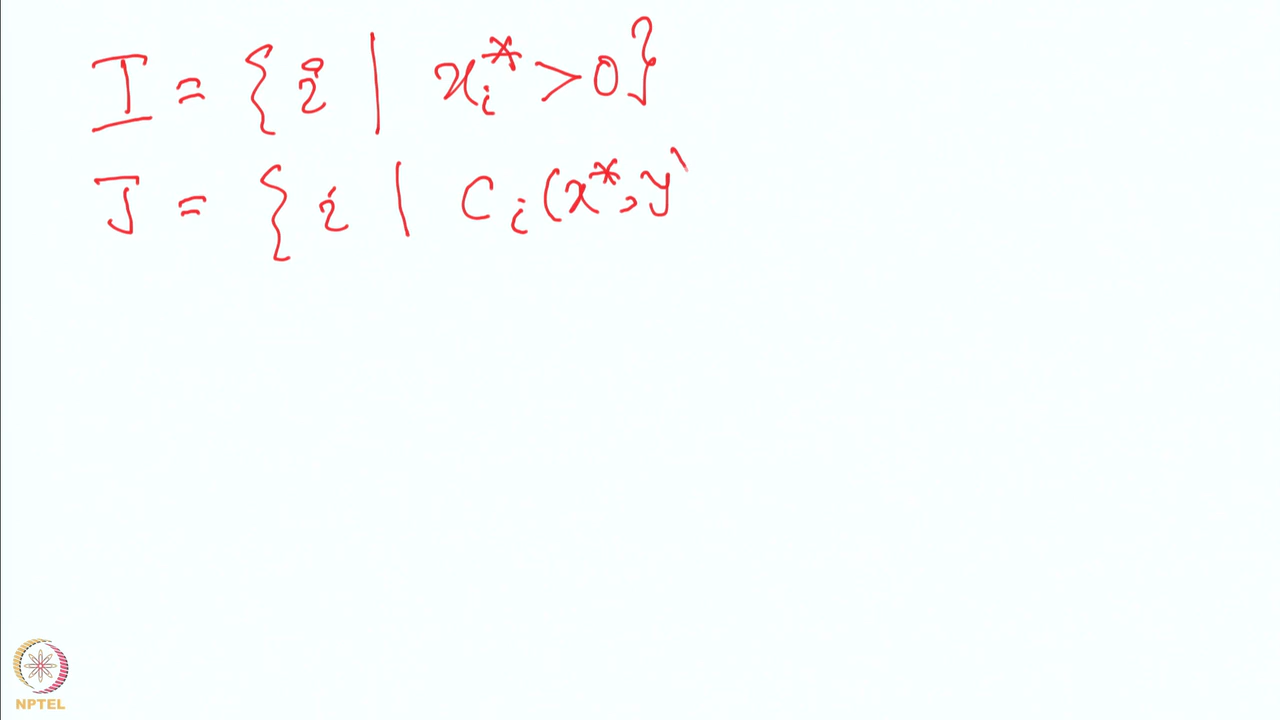 I = { i | x_i^* > 0 }
J = { i | C_i(x^*, y
NPTEL